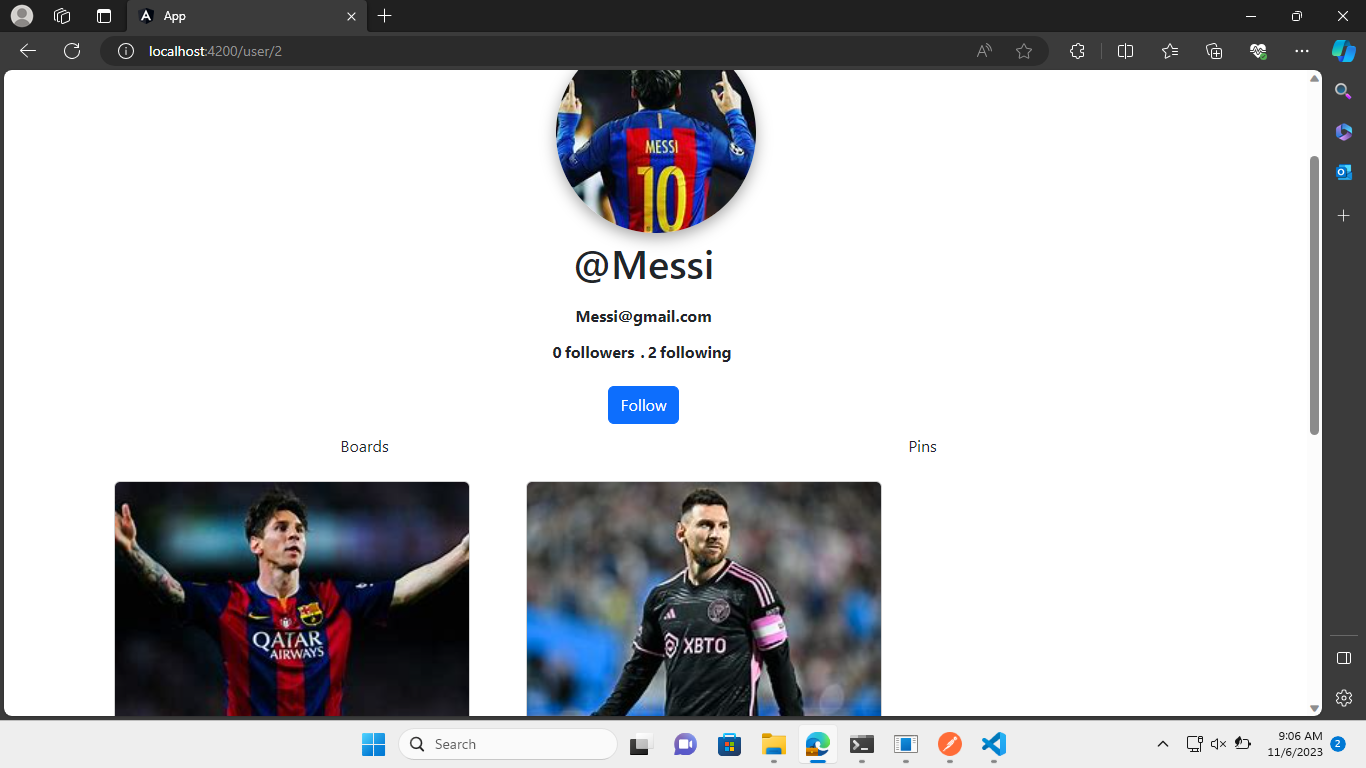 App
localhost:4200/user/2
MESSI
10
@Messi
Messi@gmail.com
0 followers . 2 following
Follow
Boards
Pins
QATAR
AIRWAYS
XBTO
Search
9:06 AM
11/6/2023
2